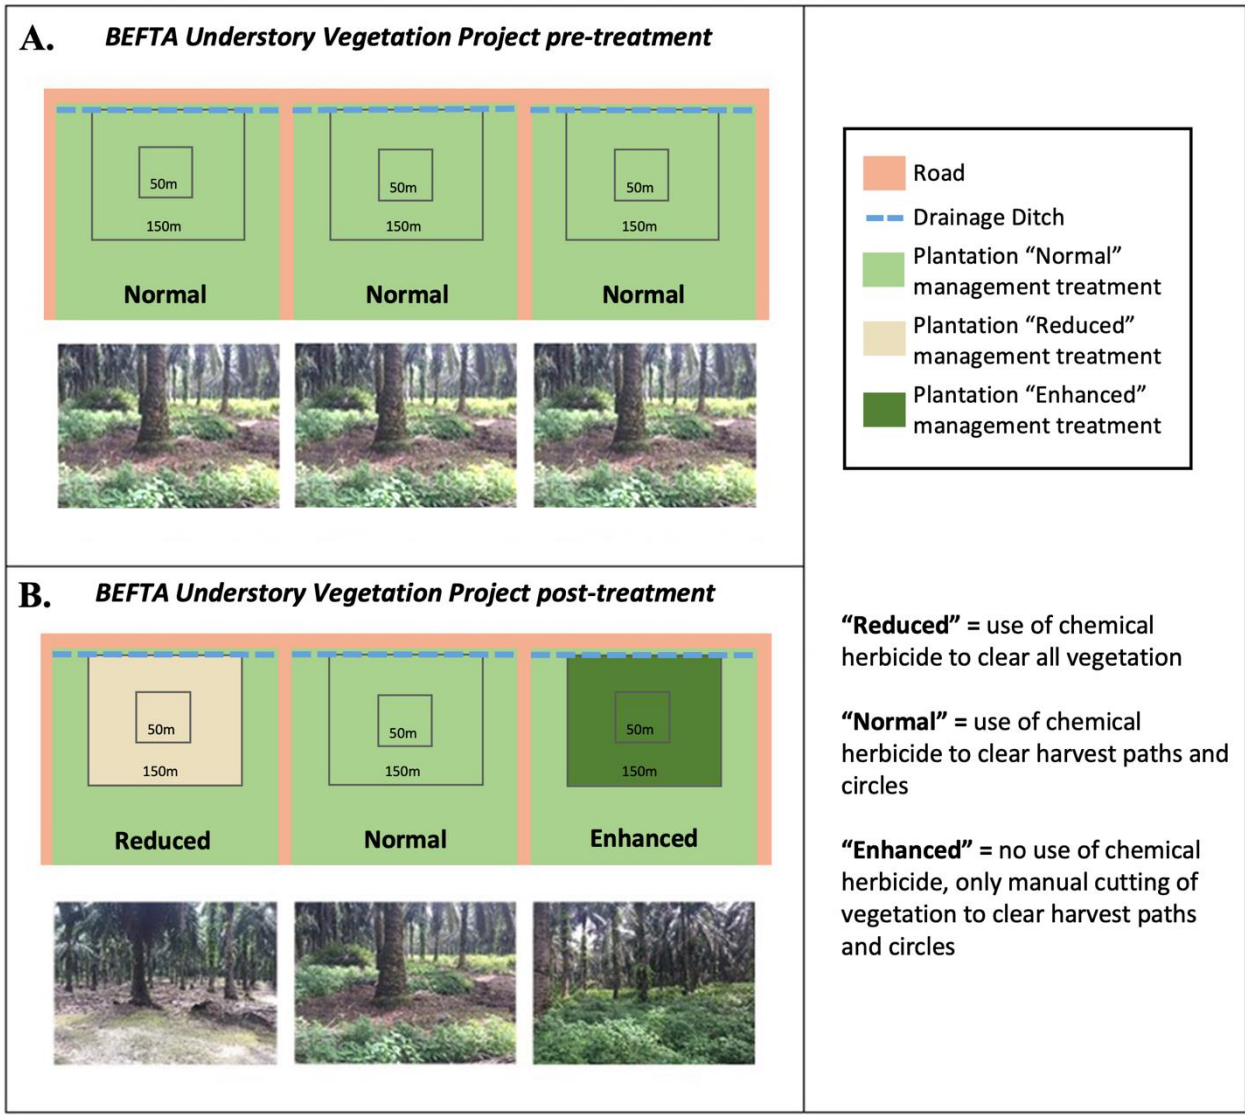 A.
BEFTA Understory Vegetation Project pre-treatment
50m
50m
50m
150m
150m
150m
Normal
Normal
Normal
Road
Drainage Ditch
Plantation “Normal”
management treatment
Plantation “Reduced”
management treatment
Plantation “Enhanced”
management treatment
B.
BEFTA Understory Vegetation Project post-treatment
50m
50m
50m
150m
150m
150m
Reduced
Normal
Enhanced
“Reduced” = use of chemical
herbicide to clear all vegetation
“Normal” = use of chemical
herbicide to clear harvest paths and
circles
“Enhanced” = no use of chemical
herbicide, only manual cutting of
vegetation to clear harvest paths
and circles